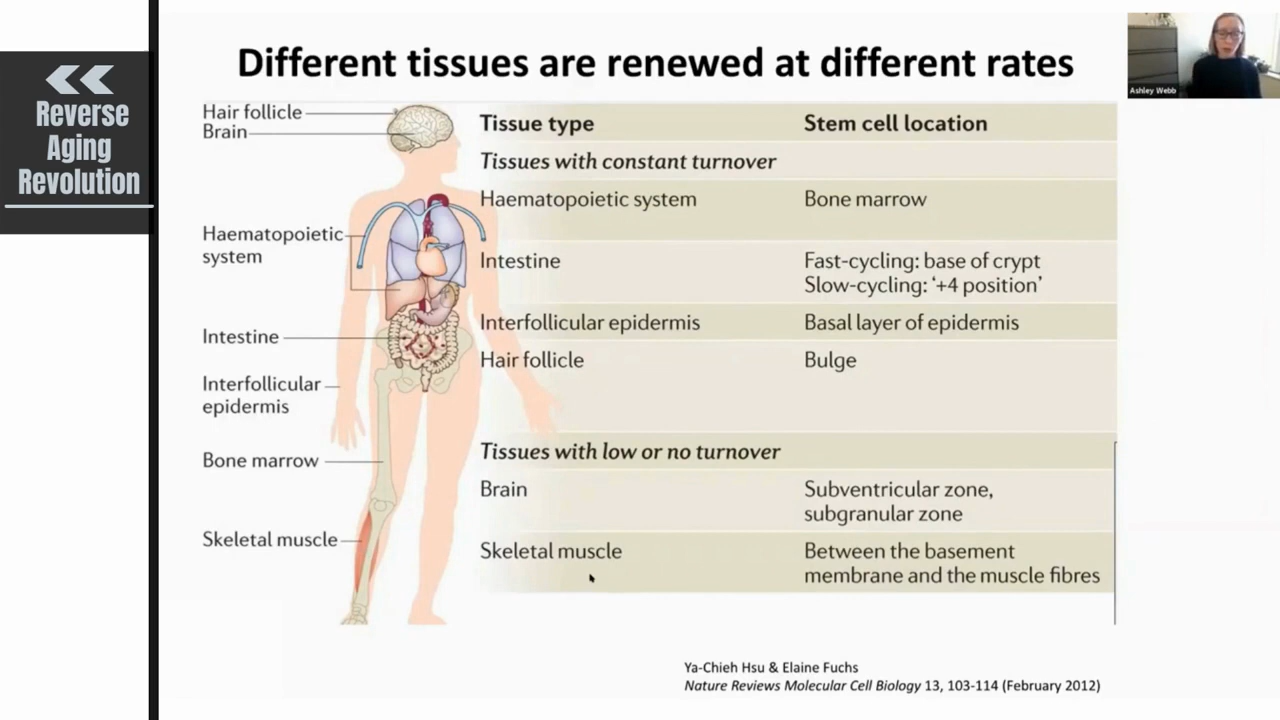 Different tissues are renewed at different rates
Ashley Webb
Reverse
Aging
Revolution
Hair follicle
Brain
Haematopoietic
system
Intestine
Interfollicular
epidermis
Bone marrow
Skeletal muscle
Tissue type Stem cell location
Tissues with constant turnover
Haematopoietic system Bone marrow
Intestine Fast-cycling: base of crypt
Slow-cycling: ‘+4 position’
Interfollicular epidermis Basal layer of epidermis
Hair follicle Bulge
Tissues with low or no turnover
Brain Subventricular zone,
subgranular zone
Skeletal muscle Between the basement
membrane and the muscle fibres
Ya-Chieh Hsu & Elaine Fuchs
Nature Reviews Molecular Cell Biology 13, 103-114 (February 2012)